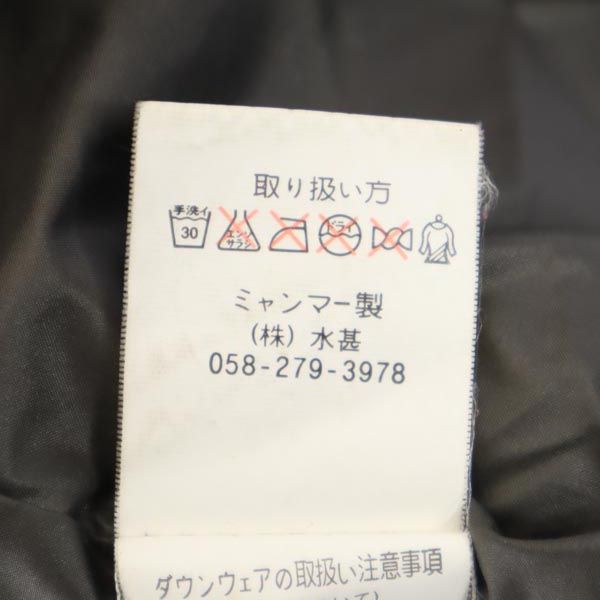 取り扱い方
手洗イ 30 エンソサラシ ドライ
ミャンマー製
(株) 水甚
058-279-3978
ダウンウェアの取扱い注意事項